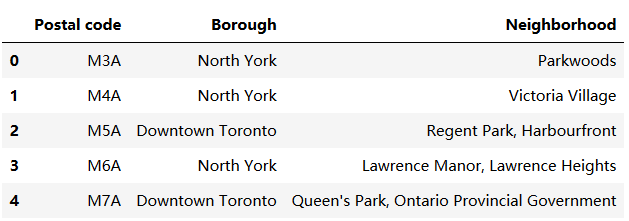 Postal code Borough Neighborhood
0 M3A North York Parkwoods
1 M4A North York Victoria Village
2 M5A Downtown Toronto Regent Park, Harbourfront
3 M6A North York Lawrence Manor, Lawrence Heights
4 M7A Downtown Toronto Queen's Park, Ontario Provincial Government